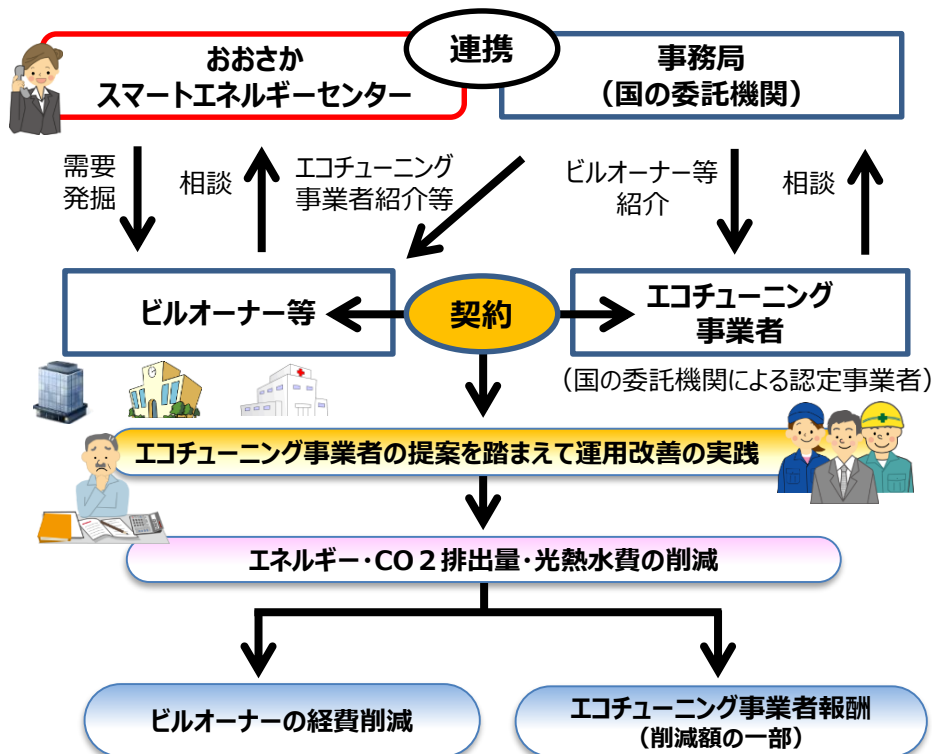 連携
おおさか
スマートエネルギーセンター
事務局
（国の委託機関）
需要
発掘
相談
エコチューニング
事業者紹介等
ビルオーナー等
紹介
相談
ビルオーナー等
契約
エコチューニング
事業者
（国の委託機関による認定事業者）
エコチューニング事業者の提案を踏まえて運用改善の実践
エネルギー・CO２排出量・光熱水費の削減
ビルオーナーの経費削減
エコチューニング事業者報酬
（削減額の一部）